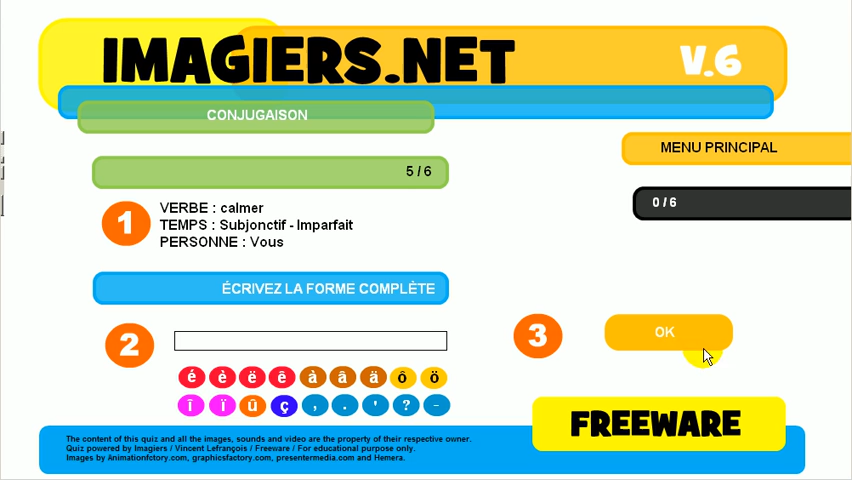 IMAGIERS.NET
V.6
CONJUGAISON
MENU PRINCIPAL
5 / 6
0 / 6
1
VERBE : calmer
TEMPS : Subjonctif - Imparfait
PERSONNE : Vous
ÉCRIVEZ LA FORME COMPLÈTE
2
3
OK
é è ë ê à â ä ô ö
î ï û ç , . ' ? -
FREEWARE
The content of this quiz and all the images, sounds and video are the property of their respective owner.
Quiz powered by Imagiers / Vincent Lefrançois / Freeware / For educational purpose only.
Images by Animationfctory.com, graphicsfactory.com, presentermedia.com and Hemera.